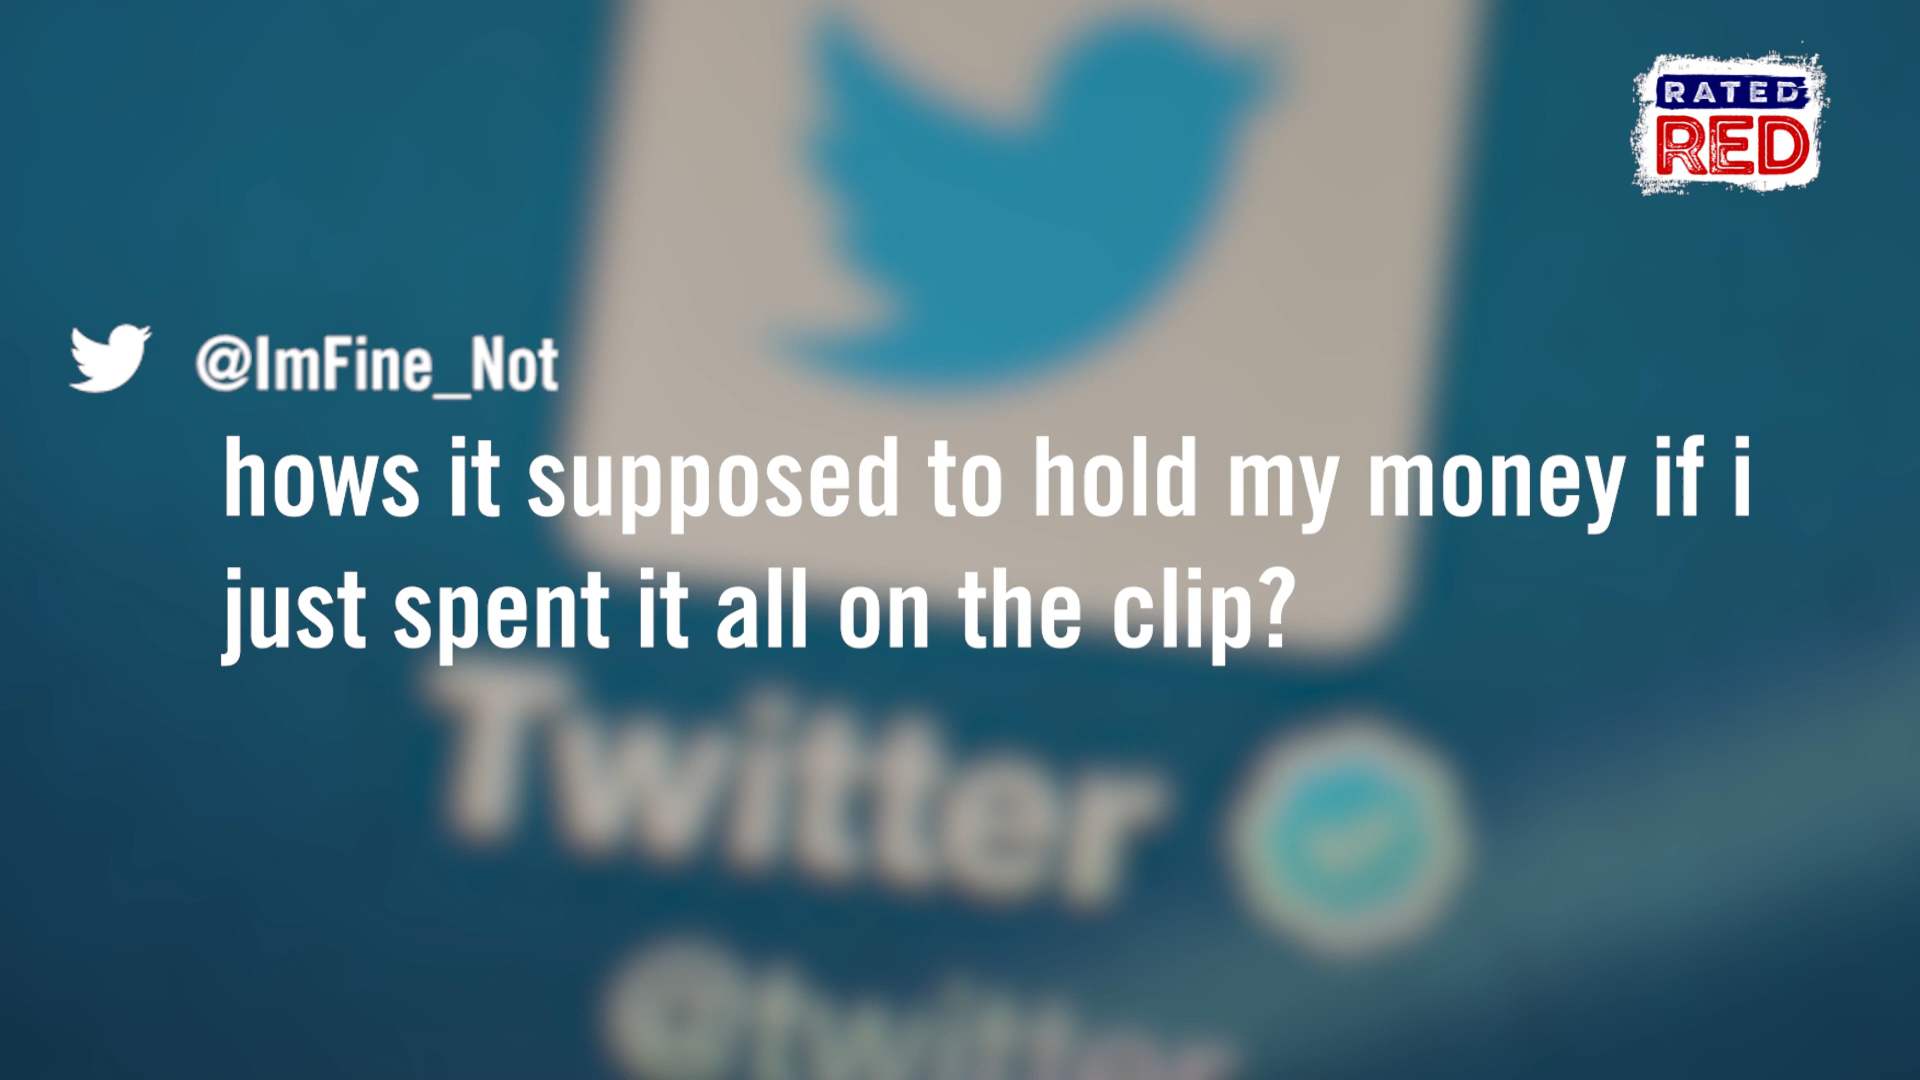 RATED
RED
@ImFine_Not
hows it supposed to hold my money if i
just spent it all on the clip?
Twitter
@twitter